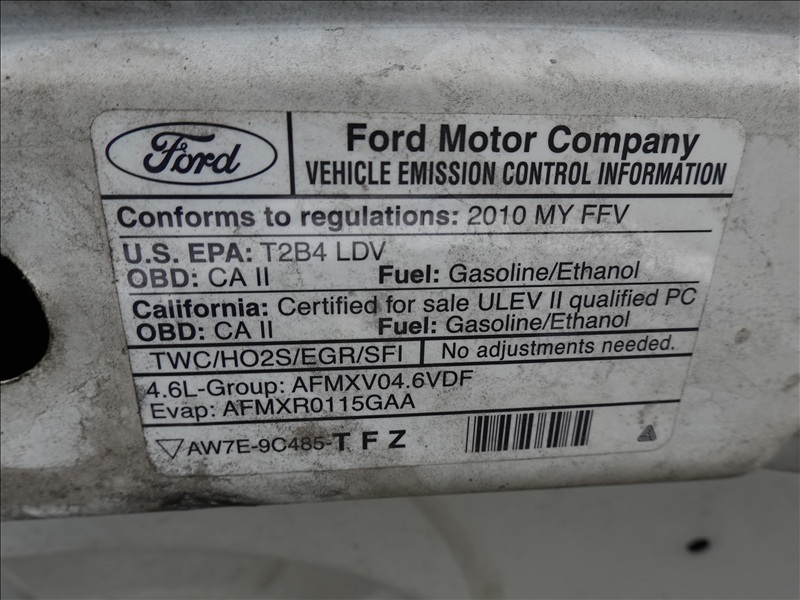 Ford
Ford Motor Company
VEHICLE EMISSION CONTROL INFORMATION
Conforms to regulations: 2010 MY FFV
U.S. EPA: T2B4 LDV
OBD: CA II Fuel: Gasoline/Ethanol
California: Certified for sale ULEV II qualified PC
OBD: CA II Fuel: Gasoline/Ethanol
TWC/HO2S/EGR/SFI No adjustments needed.
4.6L-Group: AFMXV04.6VDF
Evap: AFMXR0115GAA
AW7E-9C485-TFZ